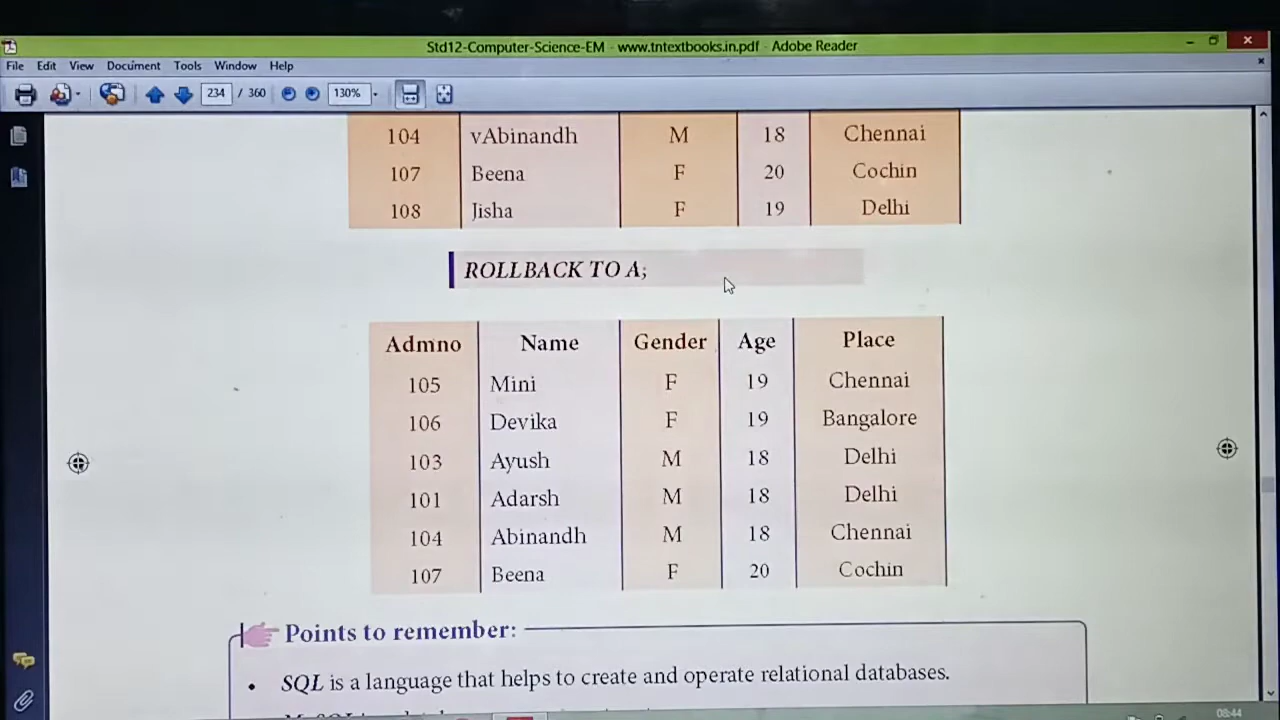 Std12-Computer-Science-EM - www.tntextbooks.in.pdf - Adobe Reader
File Edit View Document Tools Window Help
234 / 360 130%
104 vAbinandh M 18 Chennai
107 Beena F 20 Cochin
108 Jisha F 19 Delhi
ROLLBACK TO A;
Admno Name Gender Age Place
105 Mini F 19 Chennai
106 Devika F 19 Bangalore
103 Ayush M 18 Delhi
101 Adarsh M 18 Delhi
104 Abinandh M 18 Chennai
107 Beena F 20 Cochin
Points to remember:
• SQL is a language that helps to create and operate relational databases.
08:44